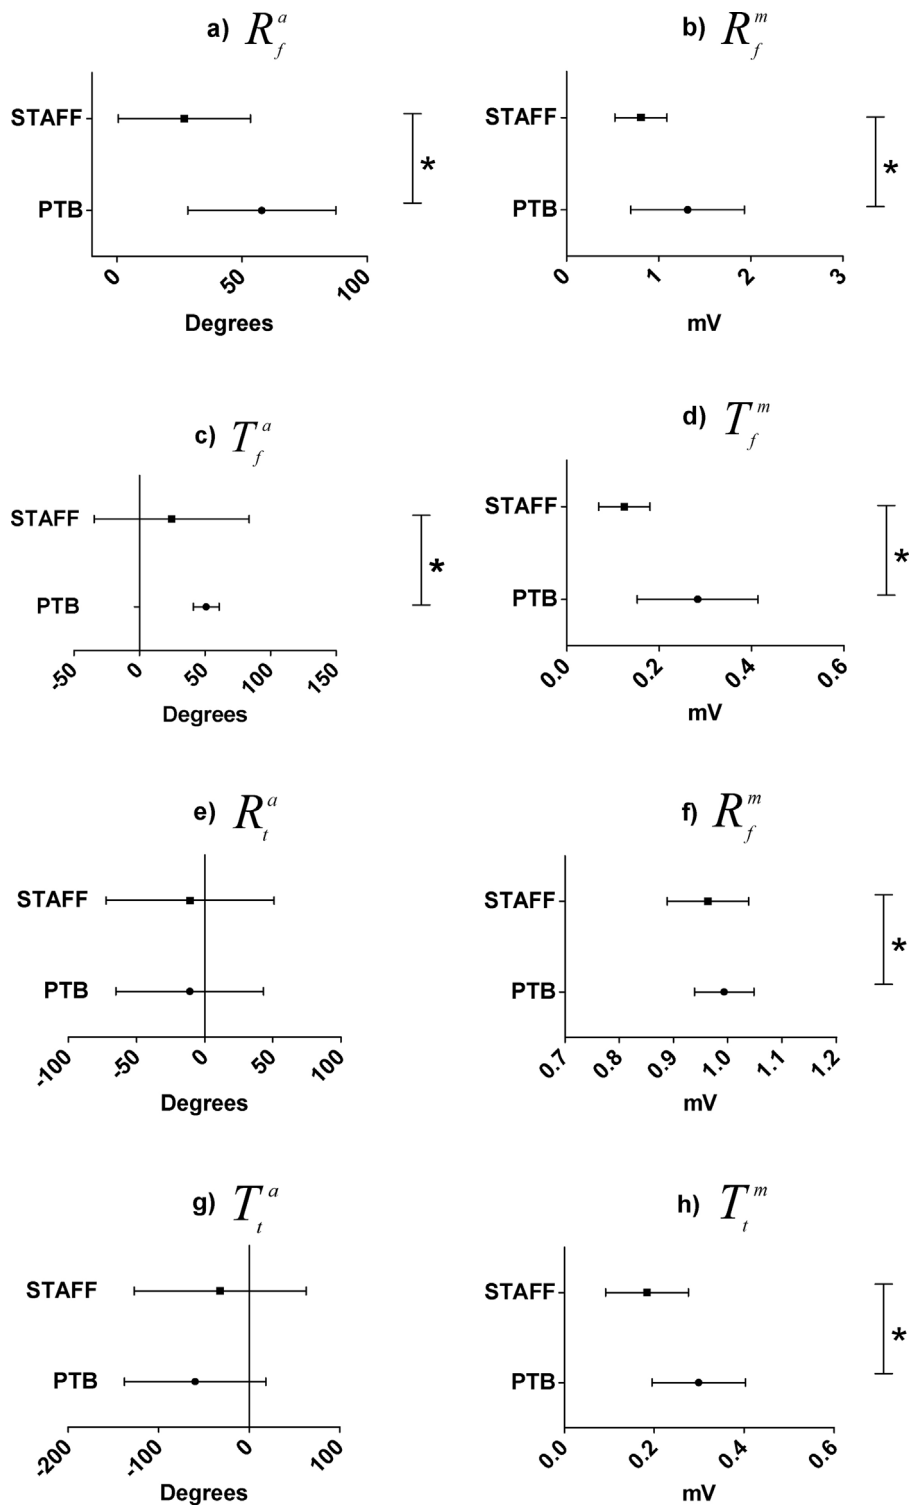 a) R_f^a
b) R_f^m
STAFF
*
PTB
0 50 100
Degrees
STAFF
*
PTB
0 1 2 3
mV
c) T_f^a
d) T_f^m
STAFF
*
PTB
-50 0 50 100 150
Degrees
STAFF
*
PTB
0.0 0.2 0.4 0.6
mV
e) R_t^a
f) R_f^m
STAFF
PTB
-100 -50 0 50 100
Degrees
STAFF
*
PTB
0.7 0.8 0.9 1.0 1.1 1.2
mV
g) T_t^a
h) T_t^m
STAFF
PTB
-200 -100 0 100
Degrees
STAFF
*
PTB
0.0 0.2 0.4 0.6
mV